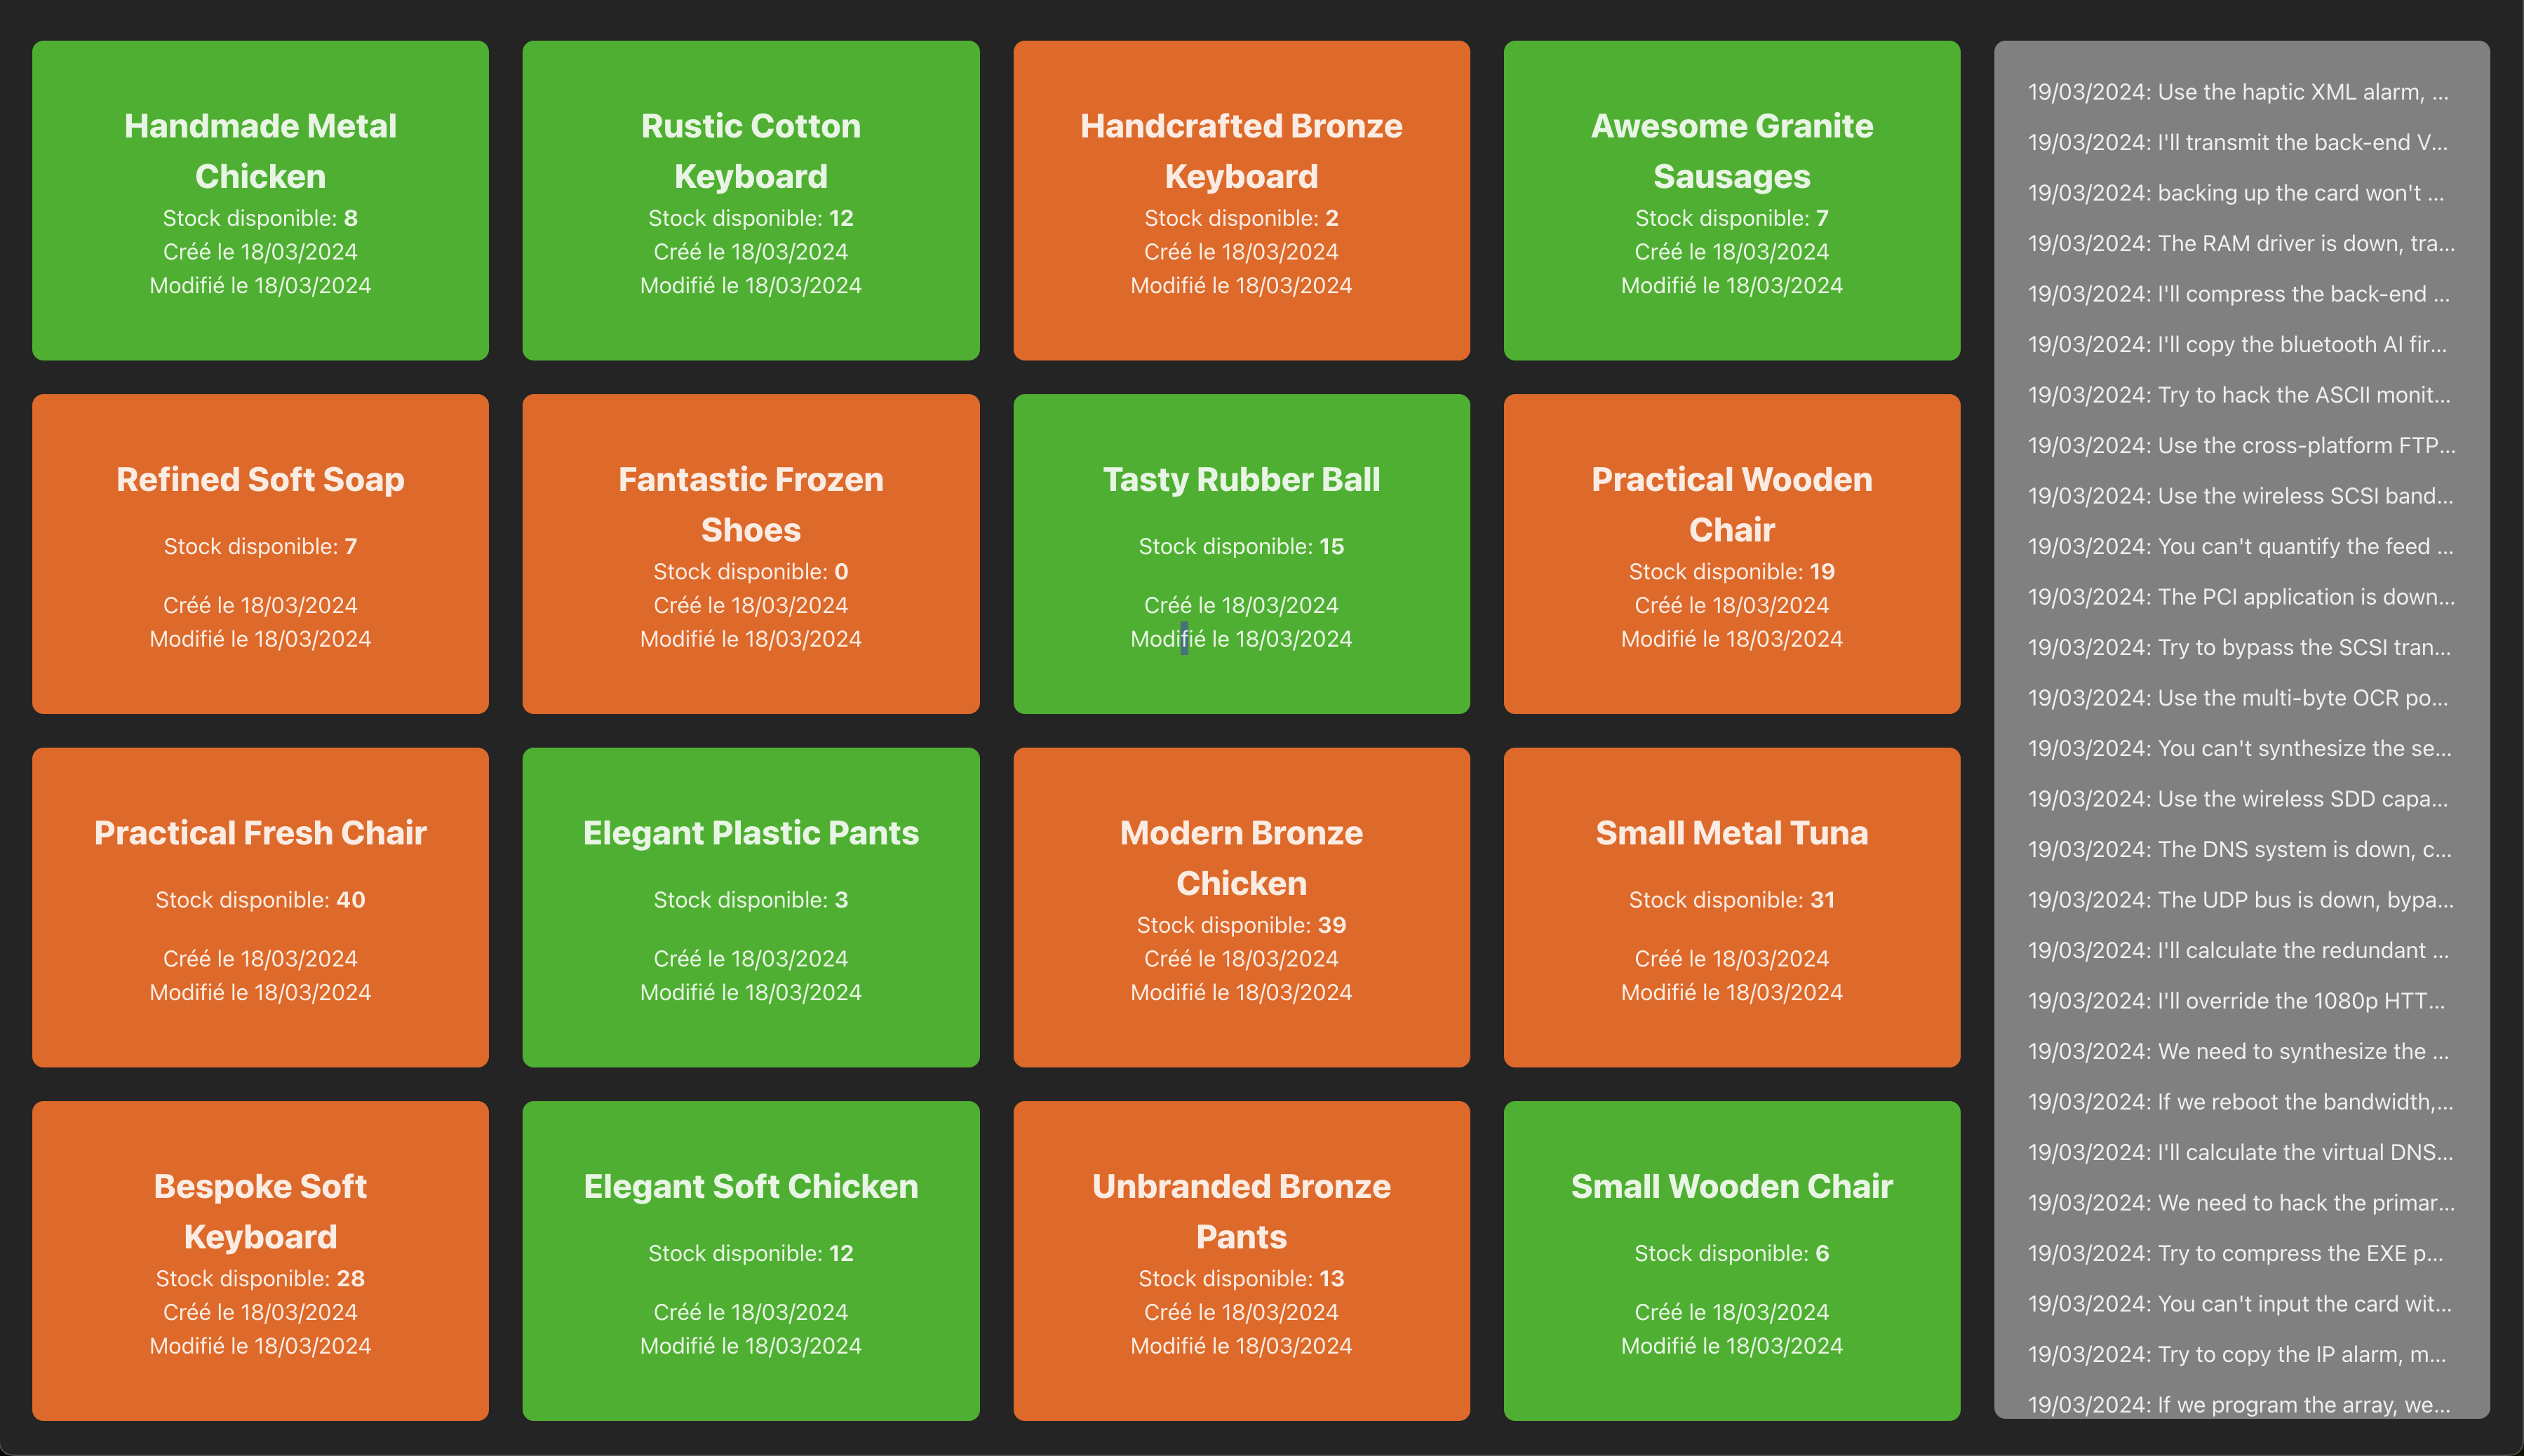 Handmade Metal
Chicken
Stock disponible: 8
Créé le 18/03/2024
Modifié le 18/03/2024
Rustic Cotton
Keyboard
Stock disponible: 12
Créé le 18/03/2024
Modifié le 18/03/2024
Handcrafted Bronze
Keyboard
Stock disponible: 2
Créé le 18/03/2024
Modifié le 18/03/2024
Awesome Granite
Sausages
Stock disponible: 7
Créé le 18/03/2024
Modifié le 18/03/2024
Refined Soft Soap
Stock disponible: 7
Créé le 18/03/2024
Modifié le 18/03/2024
Fantastic Frozen
Shoes
Stock disponible: 0
Créé le 18/03/2024
Modifié le 18/03/2024
Tasty Rubber Ball
Stock disponible: 15
Créé le 18/03/2024
Modifié le 18/03/2024
Practical Wooden
Chair
Stock disponible: 19
Créé le 18/03/2024
Modifié le 18/03/2024
Practical Fresh Chair
Stock disponible: 40
Créé le 18/03/2024
Modifié le 18/03/2024
Elegant Plastic Pants
Stock disponible: 3
Créé le 18/03/2024
Modifié le 18/03/2024
Modern Bronze
Chicken
Stock disponible: 39
Créé le 18/03/2024
Modifié le 18/03/2024
Small Metal Tuna
Stock disponible: 31
Créé le 18/03/2024
Modifié le 18/03/2024
Bespoke Soft
Keyboard
Stock disponible: 28
Créé le 18/03/2024
Modifié le 18/03/2024
Elegant Soft Chicken
Stock disponible: 12
Créé le 18/03/2024
Modifié le 18/03/2024
Unbranded Bronze
Pants
Stock disponible: 13
Créé le 18/03/2024
Modifié le 18/03/2024
Small Wooden Chair
Stock disponible: 6
Créé le 18/03/2024
Modifié le 18/03/2024
19/03/2024: Use the haptic XML alarm, ...
19/03/2024: I'll transmit the back-end V...
19/03/2024: backing up the card won't ...
19/03/2024: The RAM driver is down, tra...
19/03/2024: I'll compress the back-end ...
19/03/2024: I'll copy the bluetooth AI fir...
19/03/2024: Try to hack the ASCII monit...
19/03/2024: Use the cross-platform FTP...
19/03/2024: Use the wireless SCSI band...
19/03/2024: You can't quantify the feed ...
19/03/2024: The PCI application is down...
19/03/2024: Try to bypass the SCSI tran...
19/03/2024: Use the multi-byte OCR po...
19/03/2024: You can't synthesize the se...
19/03/2024: Use the wireless SDD capa...
19/03/2024: The DNS system is down, c...
19/03/2024: The UDP bus is down, bypa...
19/03/2024: I'll calculate the redundant ...
19/03/2024: I'll override the 1080p HTT...
19/03/2024: We need to synthesize the ...
19/03/2024: If we reboot the bandwidth,...
19/03/2024: I'll calculate the virtual DNS...
19/03/2024: We need to hack the primar...
19/03/2024: Try to compress the EXE p...
19/03/2024: You can't input the card wit...
19/03/2024: Try to copy the IP alarm, m...
19/03/2024: If we program the array, we...